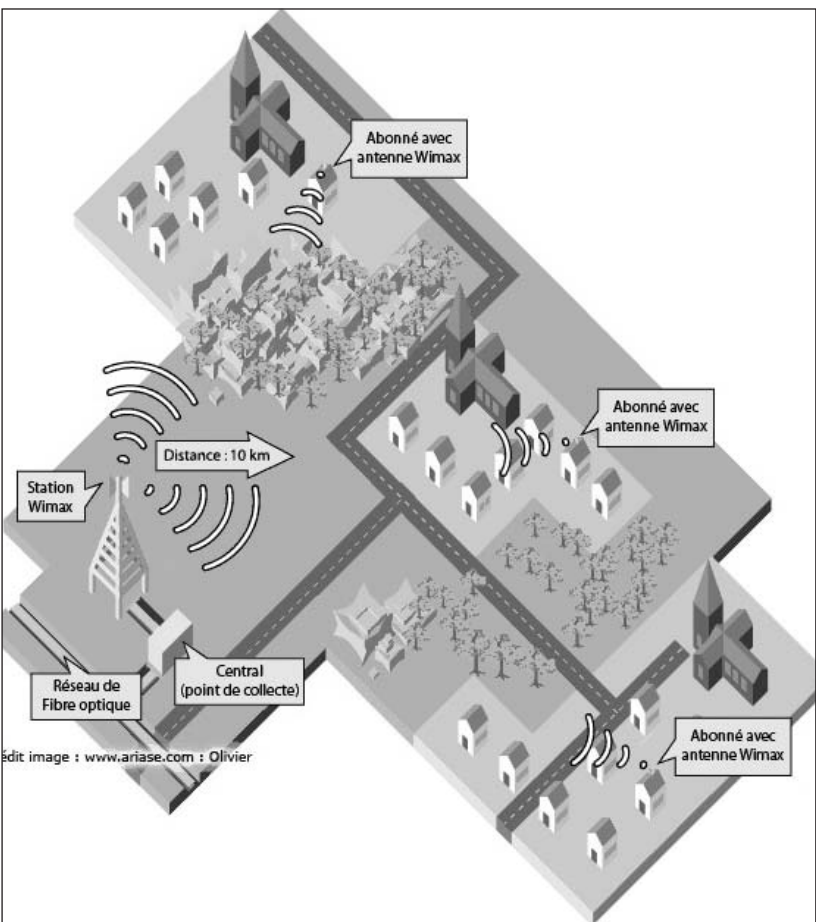 Abonné avec
antenne Wimax
Abonné avec
antenne Wimax
Distance : 10 km
Station
Wimax
Central
(point de collecte)
Réseau de
Fibre optique
Abonné avec
antenne Wimax
édit image : www.ariase.com : Olivier